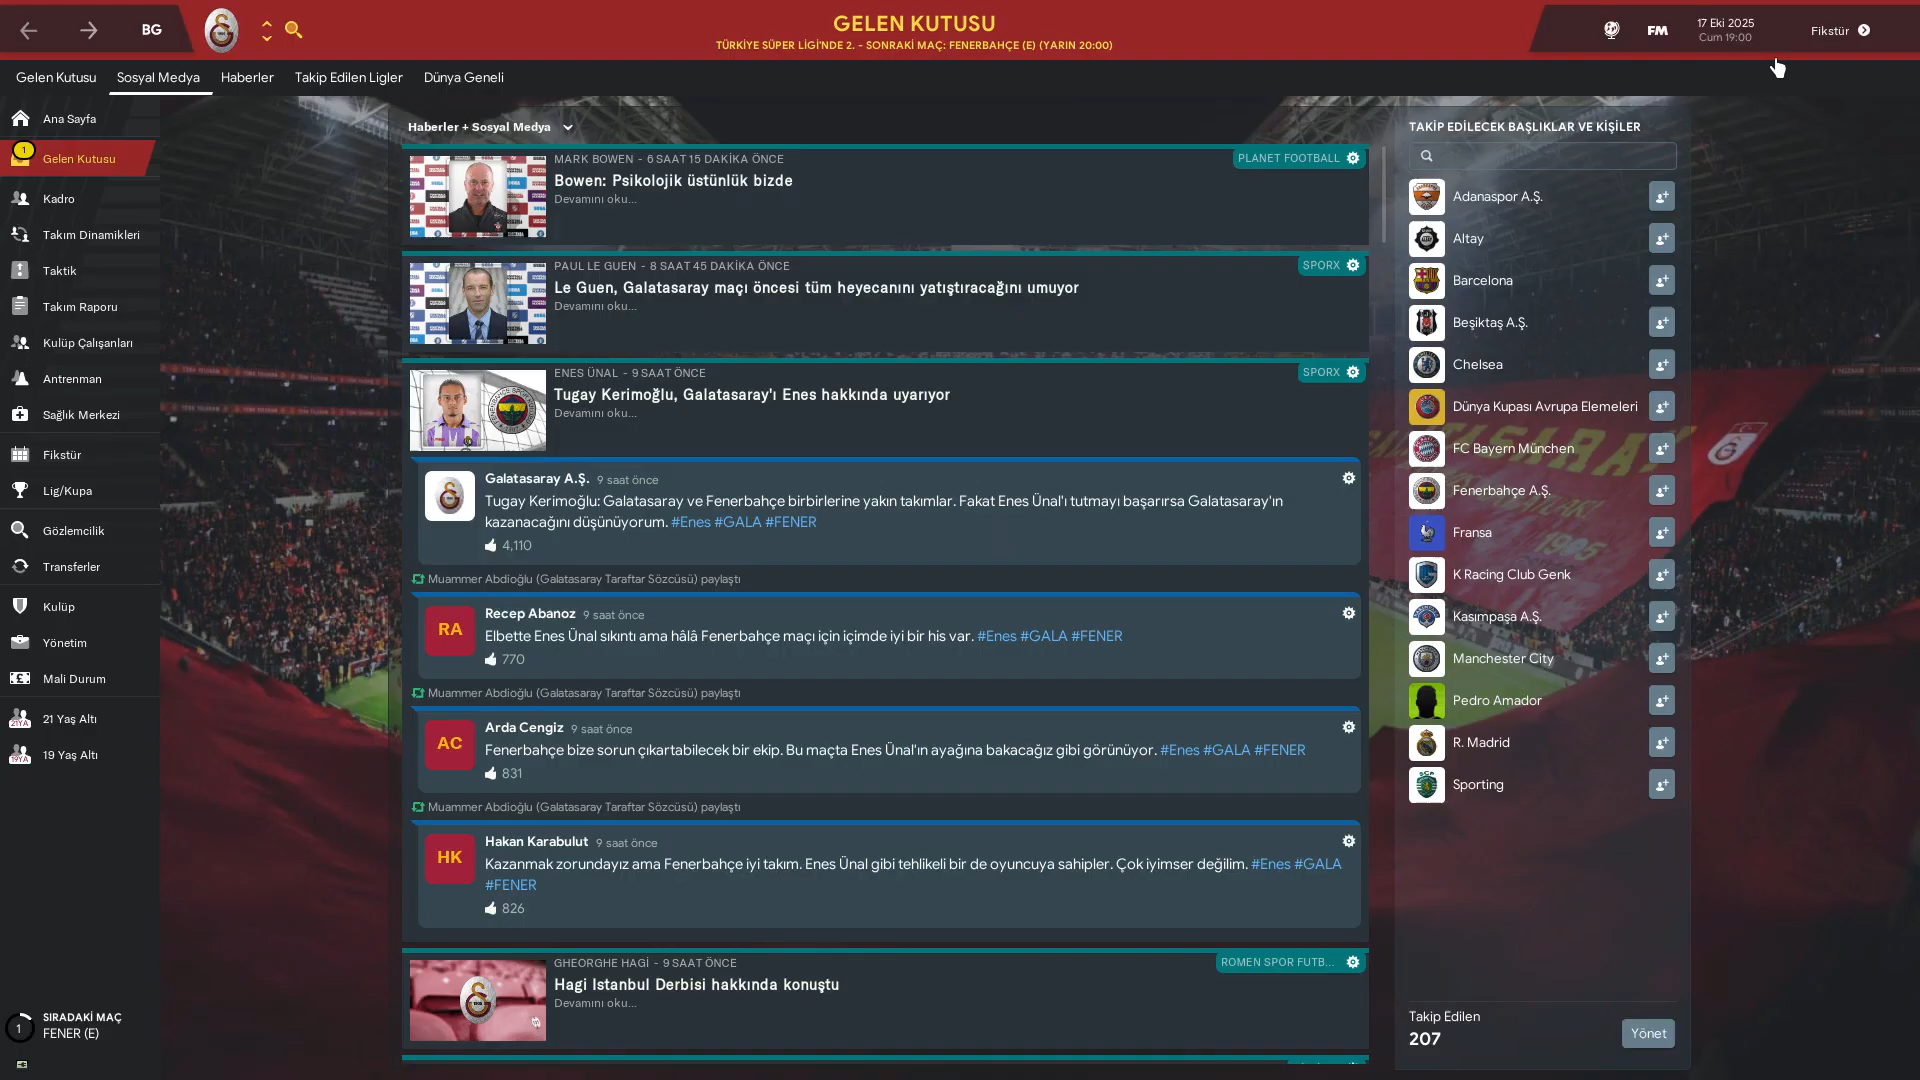 BG
GELEN KUTUSU
TÜRKİYE SÜPER LİGİ'NDE 2. - SONRAKİ MAÇ: FENERBAHÇE (E) (YARIN 20:00)
FM
17 Eki 2025
Cum 19:00
Fikstür
Gelen Kutusu
Sosyal Medya
Haberler
Takip Edilen Ligler
Dünya Geneli
Ana Sayfa
1
Gelen Kutusu
Kadro
Takım Dinamikleri
Taktik
Takım Raporu
Kulüp Çalışanları
Antrenman
Sağlık Merkezi
Fikstür
Lig/Kupa
Gözlemcilik
Transferler
Kulüp
Yönetim
Mali Durum
21YA
21 Yaş Altı
19YA
19 Yaş Altı
1
SIRADAKİ MAÇ
FENER (E)
Haberler + Sosyal Medya
MARK BOWEN - 6 SAAT 15 DAKİKA ÖNCE
PLANET FOOTBALL
Bowen: Psikolojik üstünlük bizde
Devamını oku...
PAUL LE GUEN - 8 SAAT 45 DAKİKA ÖNCE
SPORX
Le Guen, Galatasaray maçı öncesi tüm heyecanını yatıştıracağını umuyor
Devamını oku...
ENES ÜNAL - 9 SAAT ÖNCE
SPORX
Tugay Kerimoğlu, Galatasaray'ı Enes hakkında uyarıyor
Devamını oku...
Galatasaray A.Ş. 9 saat önce
Tugay Kerimoğlu: Galatasaray ve Fenerbahçe birbirlerine yakın takımlar. Fakat Enes Ünal'ı tutmayı başarırsa Galatasaray'ın
kazanacağını düşünüyorum. #Enes #GALA #FENER
4,110
Muammer Abdioğlu (Galatasaray Taraftar Sözcüsü) paylaştı
RA
Recep Abanoz 9 saat önce
Elbette Enes Ünal sıkıntı ama hâlâ Fenerbahçe maçı için içimde iyi bir his var. #Enes #GALA #FENER
770
Muammer Abdioğlu (Galatasaray Taraftar Sözcüsü) paylaştı
AC
Arda Cengiz 9 saat önce
Fenerbahçe bize sorun çıkartabilecek bir ekip. Bu maçta Enes Ünal'ın ayağına bakacağız gibi görünüyor. #Enes #GALA #FENER
831
Muammer Abdioğlu (Galatasaray Taraftar Sözcüsü) paylaştı
HK
Hakan Karabulut 9 saat önce
Kazanmak zorundayız ama Fenerbahçe iyi takım. Enes Ünal gibi tehlikeli bir de oyuncuya sahipler. Çok iyimser değilim. #Enes #GALA
#FENER
826
GHEORGHE HAGİ - 9 SAAT ÖNCE
ROMEN SPOR FUTB...
Hagi Istanbul Derbisi hakkında konuştu
Devamını oku...
TAKİP EDİLECEK BAŞLIKLAR VE KİŞİLER
Adanaspor A.Ş.
Altay
Barcelona
Beşiktaş A.Ş.
Chelsea
Dünya Kupası Avrupa Elemeleri
FC Bayern München
Fenerbahçe A.Ş.
Fransa
K Racing Club Genk
Kasımpaşa A.Ş.
Manchester City
Pedro Amador
R. Madrid
Sporting
Takip Edilen
207
Yönet